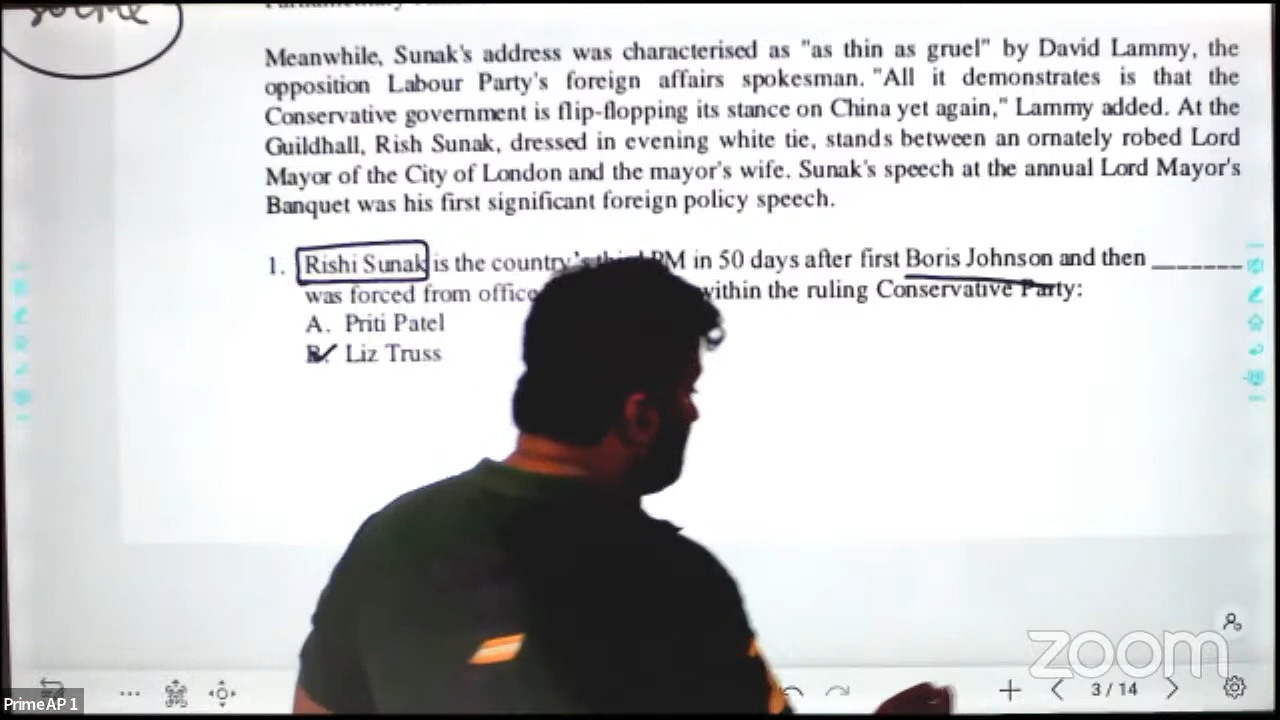 Meanwhile, Sunak's address was characterised as "as thin as gruel" by David Lammy, the
opposition Labour Party's foreign affairs spokesman. "All it demonstrates is that the
Conservative government is flip-flopping its stance on China yet again," Lammy added. At the
Guildhall, Rish Sunak, dressed in evening white tie, stands between an ornately robed Lord
Mayor of the City of London and the mayor's wife. Sunak's speech at the annual Lord Mayor's
Banquet was his first significant foreign policy speech.
1. Rishi Sunak is the country's PM in 50 days after first Boris Johnson and then _______
was forced from office within the ruling Conservative Party:
A. Priti Patel
B. Liz Truss
zoom
3 / 14
PrimeAP 1